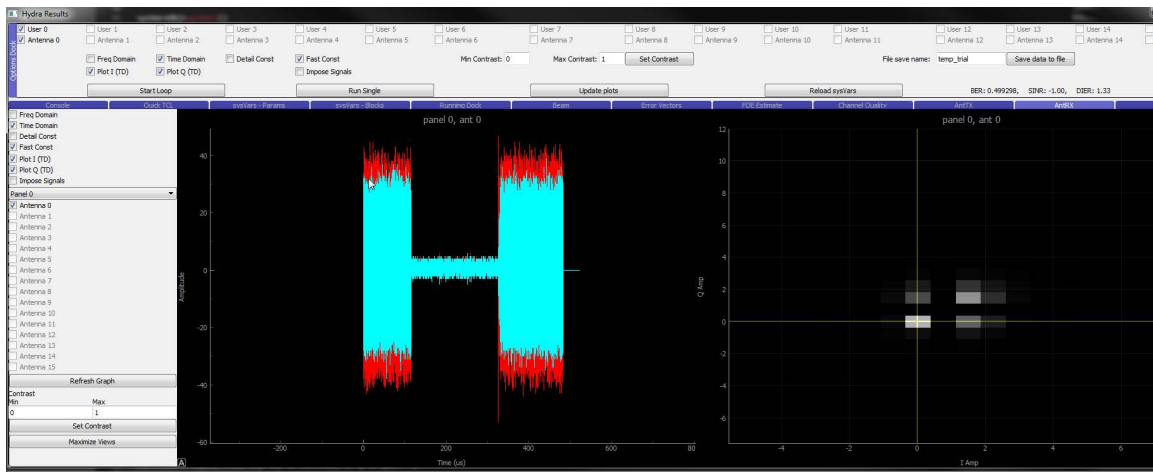 Hydra Results
User 0 User 1 User 2 User 3 User 4 User 5 User 6 User 7 User 8 User 9 User 10 User 11 User 12 User 13 User 14
Antenna 0 Antenna 1 Antenna 2 Antenna 3 Antenna 4 Antenna 5 Antenna 6 Antenna 7 Antenna 8 Antenna 9 Antenna 10 Antenna 11 Antenna 12 Antenna 13 Antenna 14
Options Dock
Freq Domain Time Domain Detail Const Fast Const Min Contrast: 0 Max Contrast: 1 Set Contrast File save name: temp_trial Save data to file
Plot I (TD) Plot Q (TD) Impose Signals
Start Loop Run Single Update plots Reload sysVars BER: 0.499298, SINR: -1.00, DIER: 1.33
Console Quick TCL sysVars - Params sysVars - Blocks Running Dock Beam Error Vectors PDE Estimate Channel Quality AntTX AntRX
Freq Domain
Time Domain
Detail Const
Fast Const
Plot I (TD)
Plot Q (TD)
Impose Signals
Panel 0
Antenna 0
Antenna 1
Antenna 2
Antenna 3
Antenna 4
Antenna 5
Antenna 6
Antenna 7
Antenna 8
Antenna 9
Antenna 10
Antenna 11
Antenna 12
Antenna 13
Antenna 14
Antenna 15
Refresh Graph
Contrast
Min Max
0 1
Set Contrast
Maximize Views
panel 0, ant 0
40
20
0
-20
-40
-60
Amplitude
-200 0 200 400 600 80
Time (us)
A
panel 0, ant 0
12
10
8
6
4
2
0
-2
-4
-6
Q Amp
-4 -2 0 2 4 6
I Amp